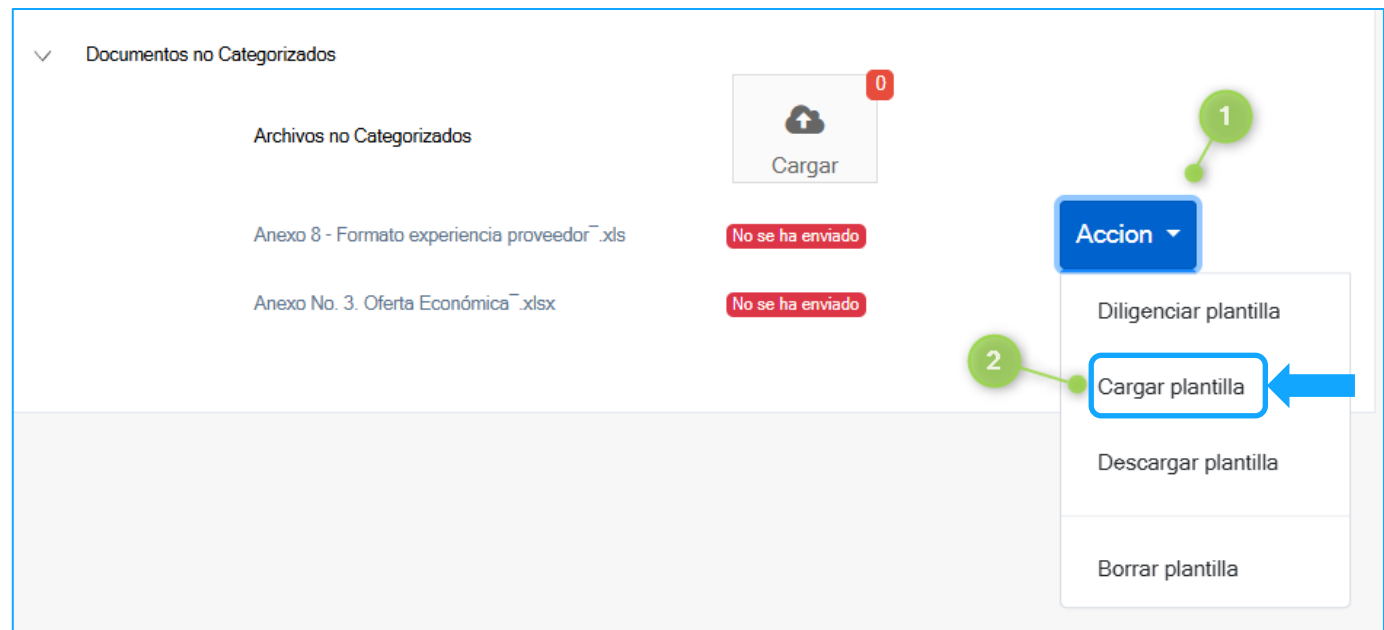 Documentos no Categorizados
0
Archivos no Categorizados
Cargar
1
Anexo 8 - Formato experiencia proveedor¯.xls
No se ha enviado
Accion
Anexo No. 3. Oferta Económica¯.xlsx
No se ha enviado
Diligenciar plantilla
2
Cargar plantilla
Descargar plantilla
Borrar plantilla